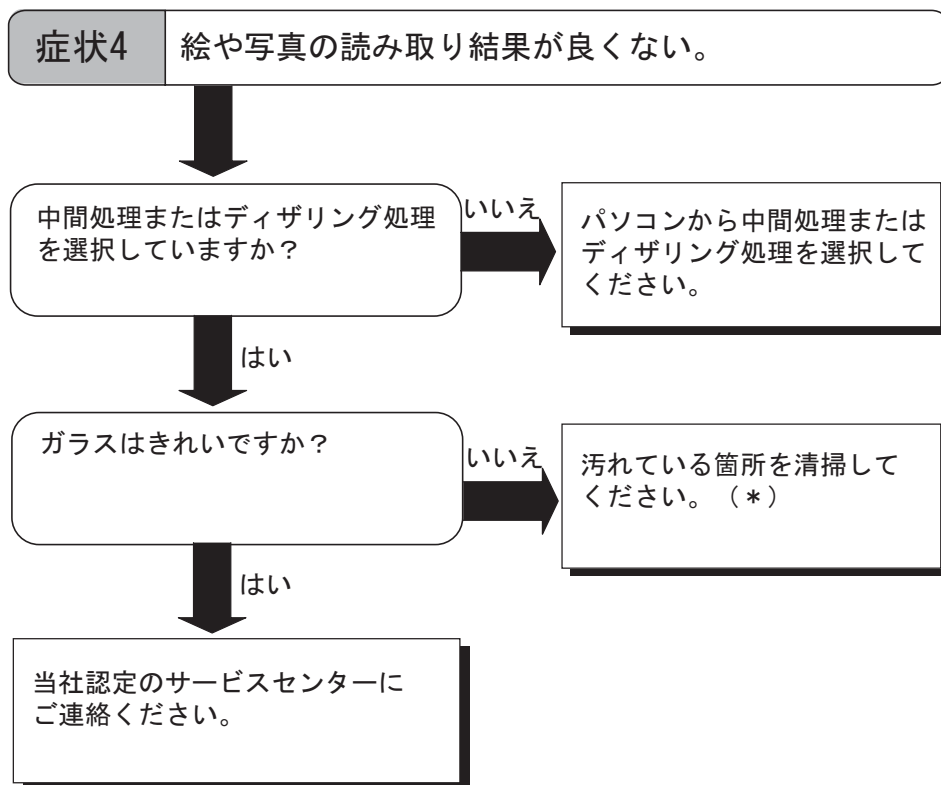 症状4
絵や写真の読み取り結果が良くない。
中間処理またはディザリング処理
を選択していますか？
いいえ
パソコンから中間処理または
ディザリング処理を選択して
ください。
はい
ガラスはきれいですか？
いいえ
汚れている箇所を清掃して
ください。（＊）
はい
当社認定のサービスセンターに
ご連絡ください。